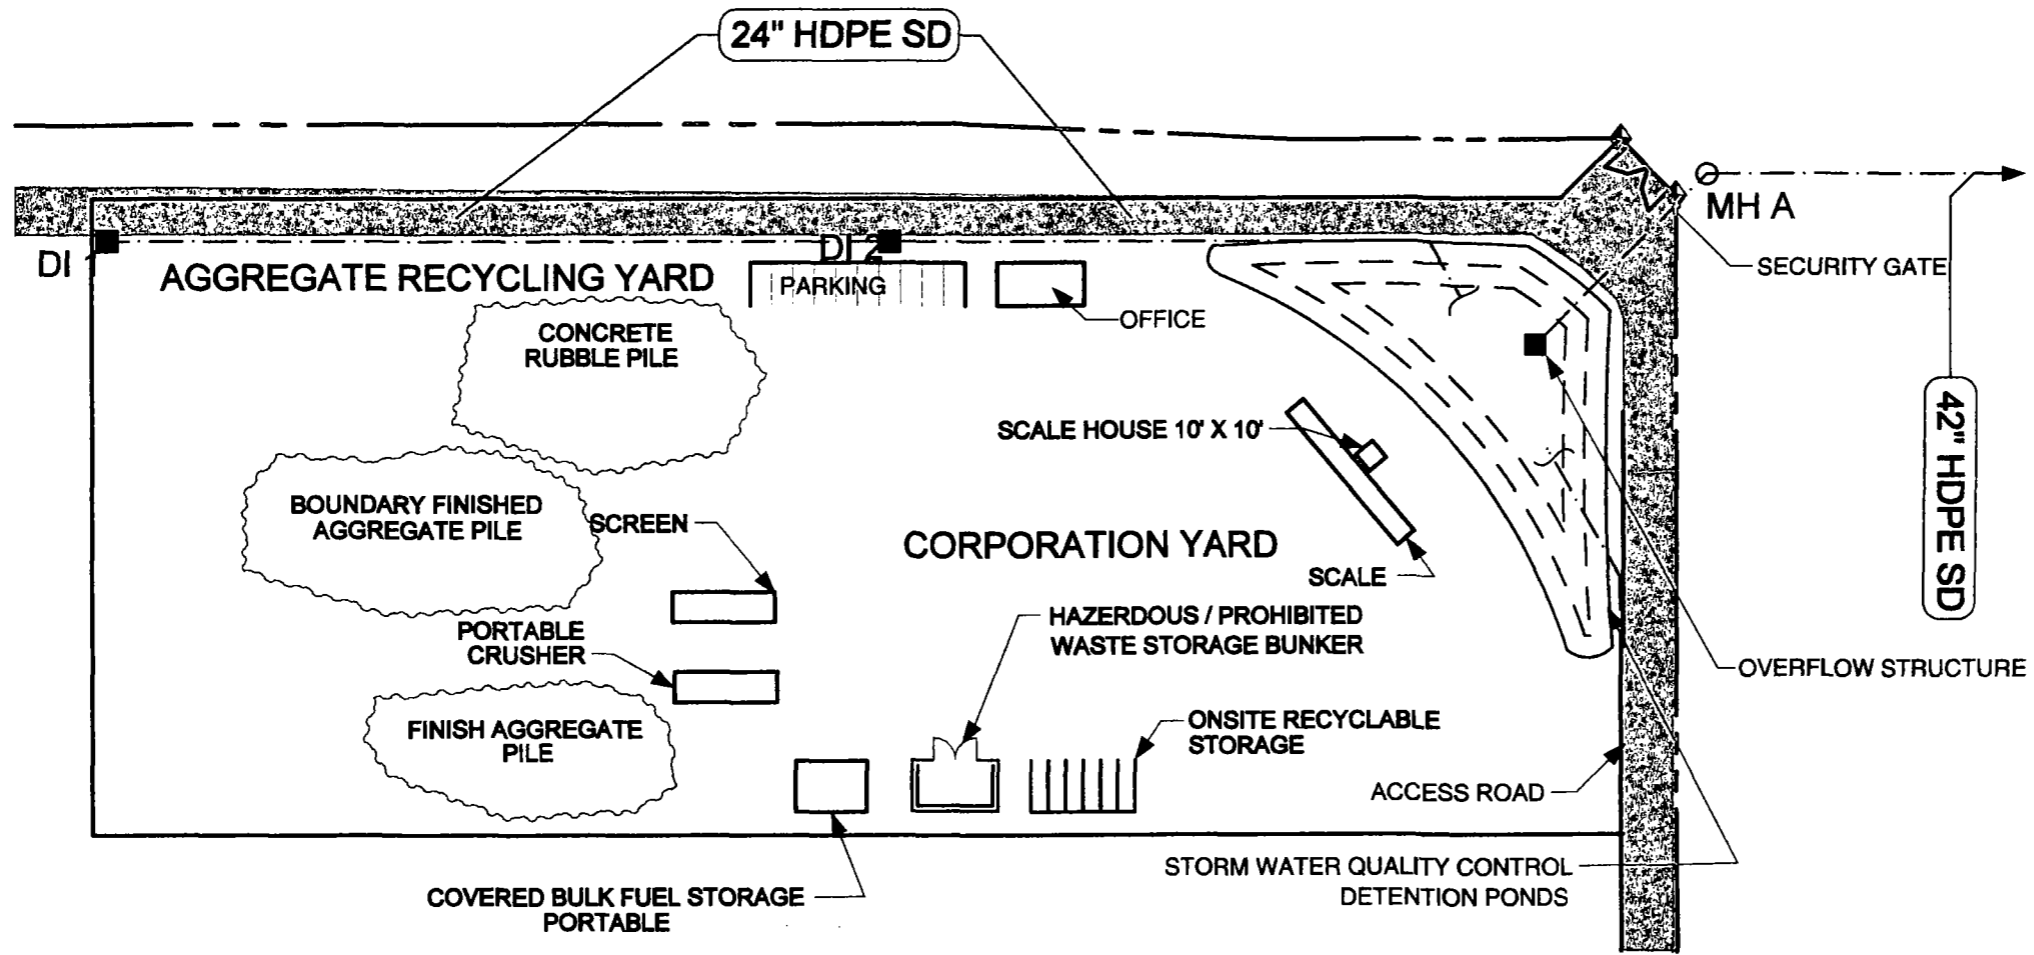 24" HDPE SD
MH A
DI
DI 2
AGGREGATE RECYCLING YARD
PARKING
SECURITY GATE
OFFICE
CONCRETE
RUBBLE PILE
SCALE HOUSE 10' X 10'
42" HDPE SD
BOUNDARY FINISHED
AGGREGATE PILE
SCREEN
CORPORATION YARD
SCALE
HAZERDOUS / PROHIBITED
WASTE STORAGE BUNKER
PORTABLE
CRUSHER
OVERFLOW STRUCTURE
FINISH AGGREGATE
PILE
ONSITE RECYCLABLE
STORAGE
ACCESS ROAD
STORM WATER QUALITY CONTROL
DETENTION PONDS
COVERED BULK FUEL STORAGE
PORTABLE